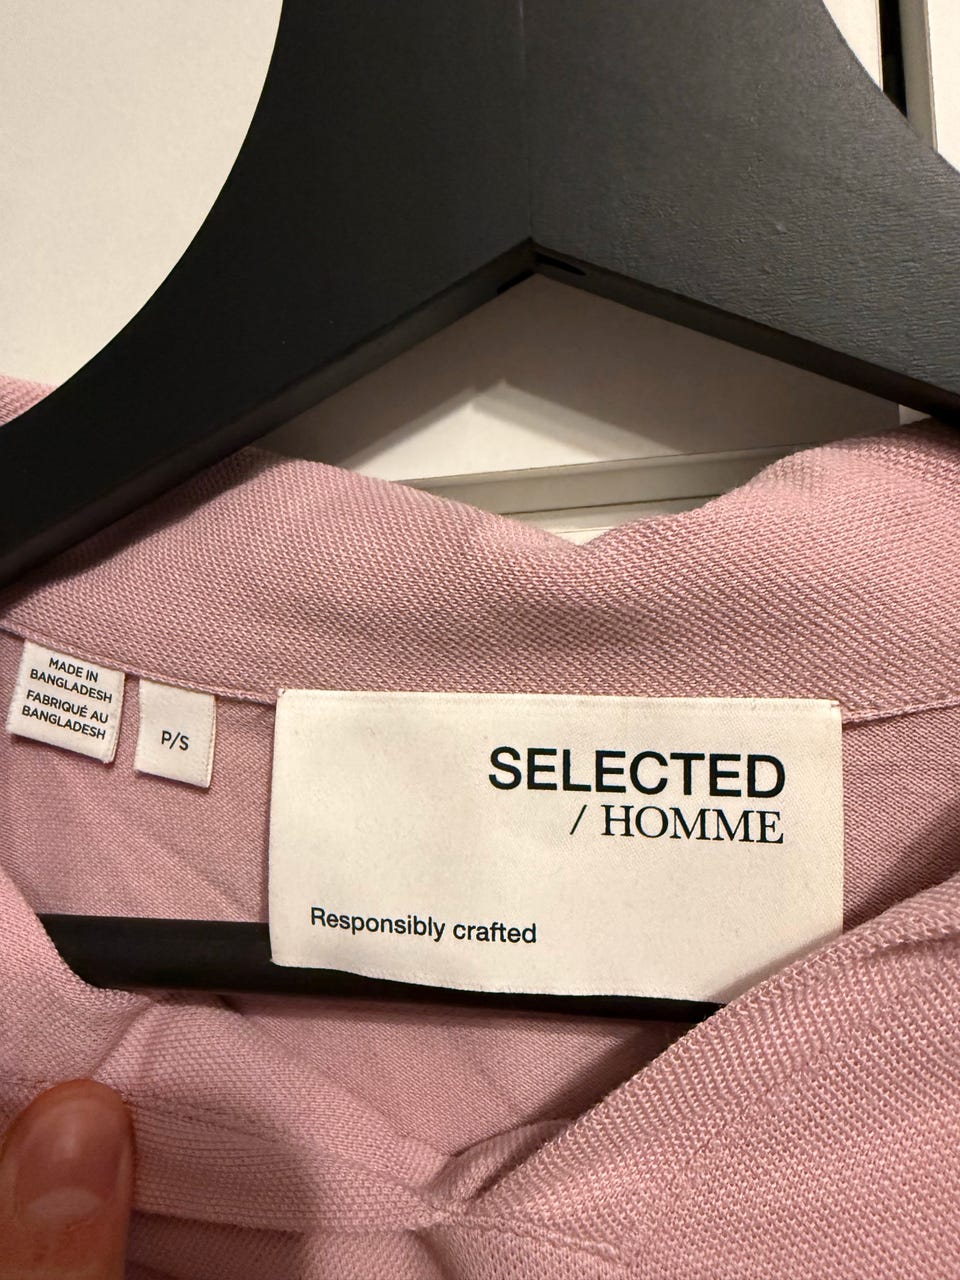 MADE IN
BANGLADESH
FABRIQUÉ AU
BANGLADESH
P/S
SELECTED
/ HOMME
Responsibly crafted